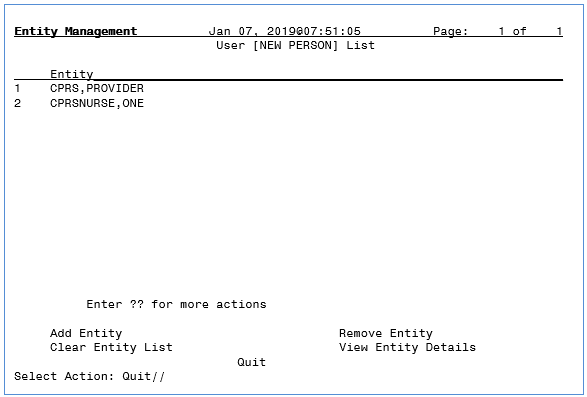 Entity Management Jan 07, 2019@07:51:05 Page: 1 of 1
User [NEW PERSON] List
Entity
1 CPRS,PROVIDER
2 CPRSNURSE,ONE
Enter ?? for more actions
Add Entity Remove Entity
Clear Entity List View Entity Details
Quit
Select Action: Quit//